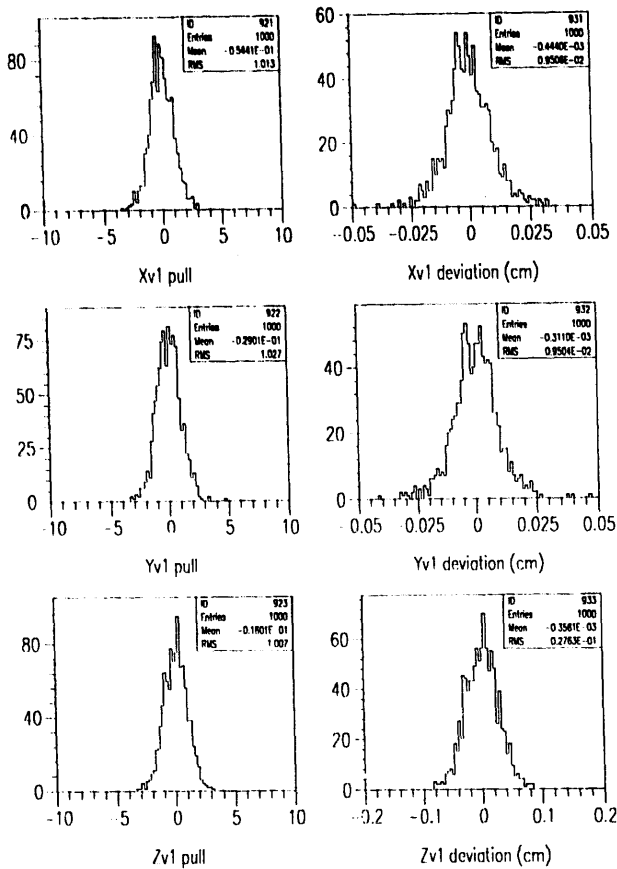 ID 921
Entries 1000
Mean -0.5441E-01
RMS 1.013
80
40
0
-10 -5 0 5 10
Xv1 pull
ID 931
Entries 1000
Mean -0.4440E-03
RMS 0.9508E-02
60
40
20
0
-0.05 -0.025 0 0.025 0.05
Xv1 deviation (cm)
ID 922
Entries 1000
Mean -0.2901E-01
RMS 1.027
75
50
25
0
-10 -5 0 5 10
Yv1 pull
ID 932
Entries 1000
Mean -0.3110E-03
RMS 0.9504E-02
40
20
0
-0.05 -0.025 0 0.025 0.05
Yv1 deviation (cm)
ID 923
Entries 1000
Mean -0.1801E 01
RMS 1.007
80
40
0
-10 -5 0 5 10
Zv1 pull
ID 933
Entries 1000
Mean -0.3561E-03
RMS 0.2763E-01
60
40
20
0
-0.2 -0.1 0 0.1 0.2
Zv1 deviation (cm)